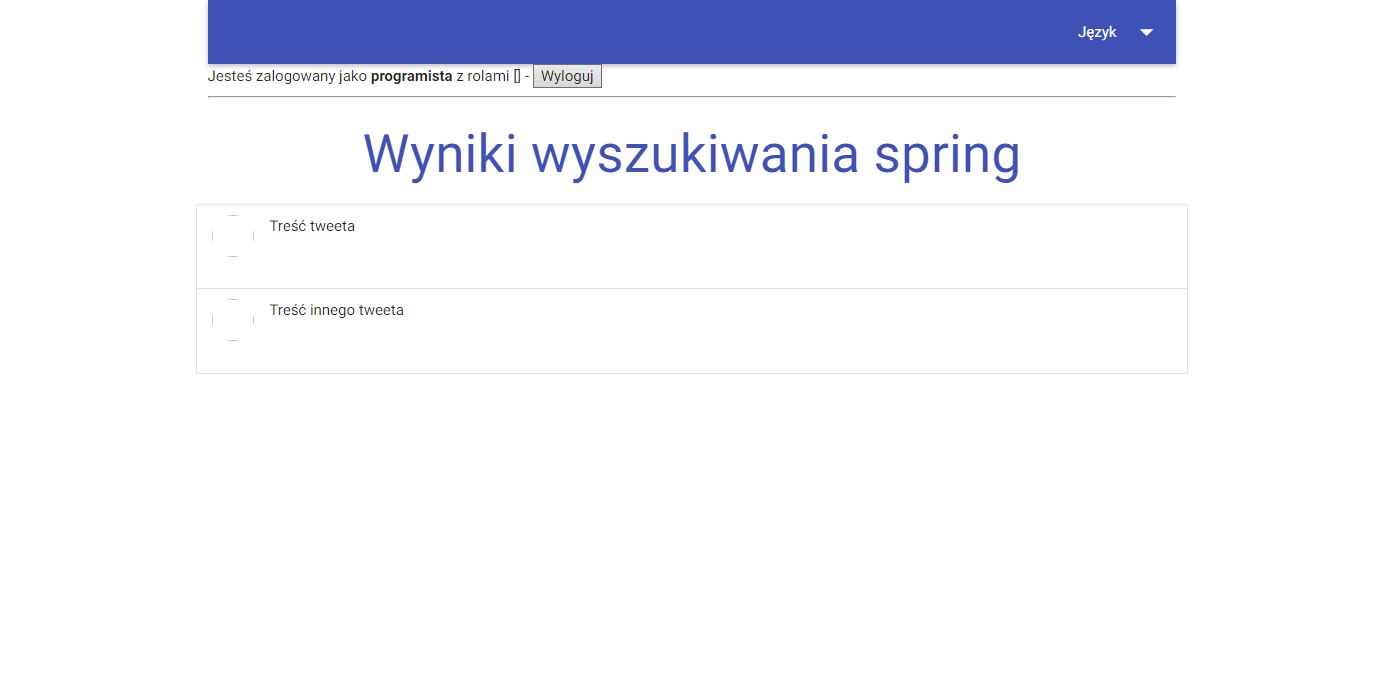 Język
Jesteś zalogowany jako programista z rolami [] - Wyloguj
Wyniki wyszukiwania spring
Treść tweeta
Treść innego tweeta